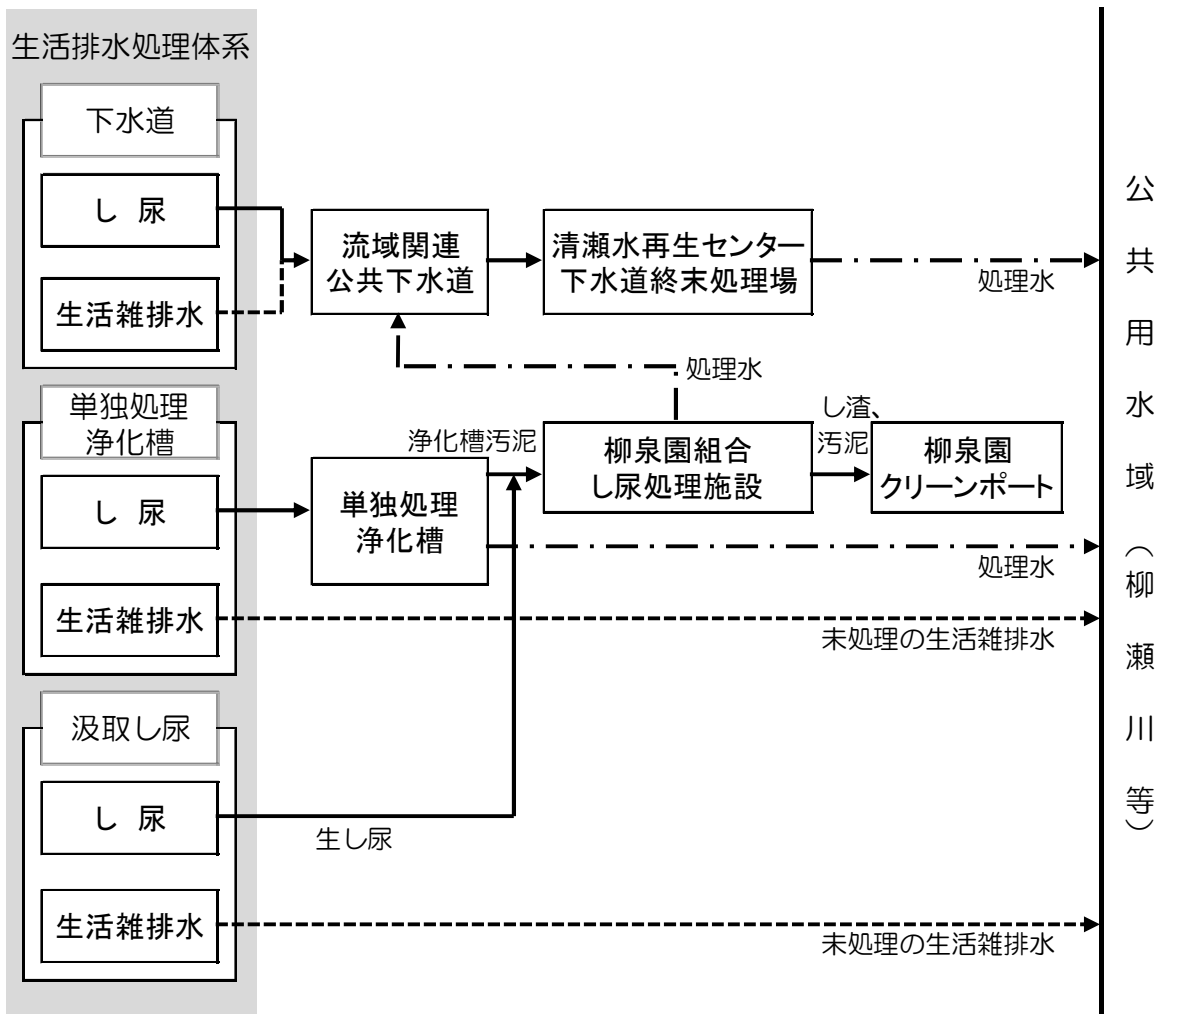 生活排水処理体系
下水道
し 尿
生活雑排水
流域関連
公共下水道
清瀬水再生センター
下水道終末処理場
処理水
処理水
単独処理
浄化槽
し 尿
生活雑排水
単独処理
浄化槽
浄化槽汚泥
柳泉園組合
し尿処理施設
し渣、
汚泥
柳泉園
クリーンポート
処理水
未処理の生活雑排水
汲取し尿
し 尿
生し尿
生活雑排水
未処理の生活雑排水
公共用水域（柳瀬川等）